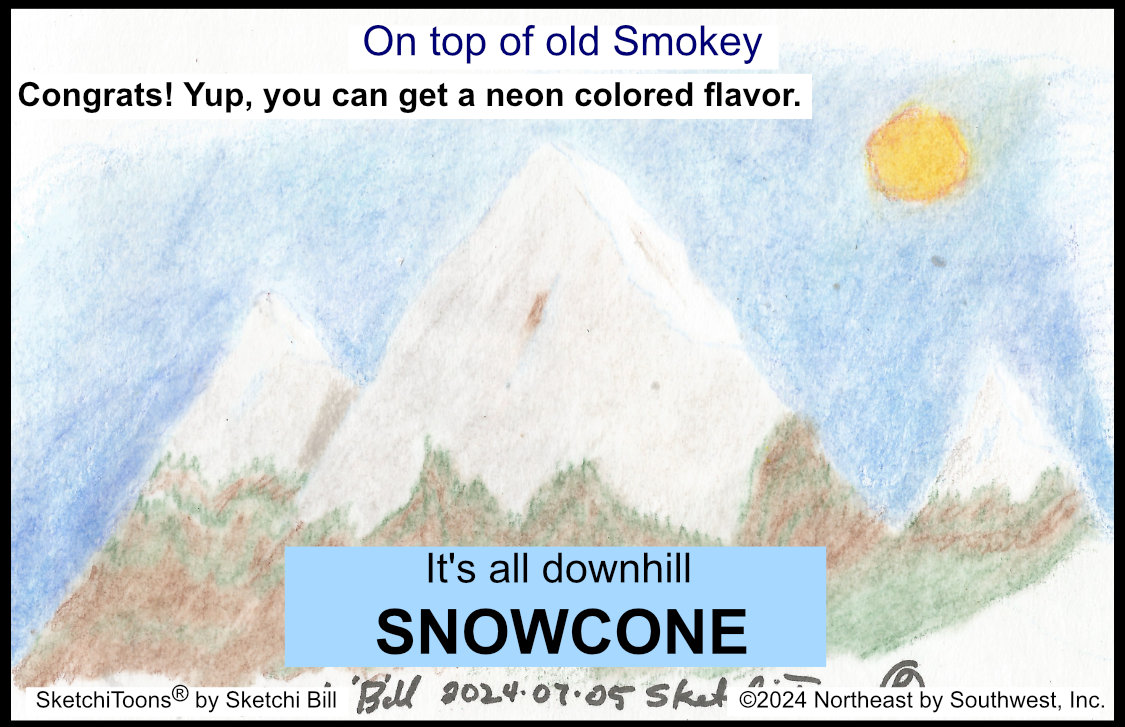 On top of old Smokey
Congrats! Yup, you can get a neon colored flavor.
It's all downhill
SNOWCONE
Bill 2024.07.05 Sket
SketchiToons® by Sketchi Bill
©2024 Northeast by Southwest, Inc.